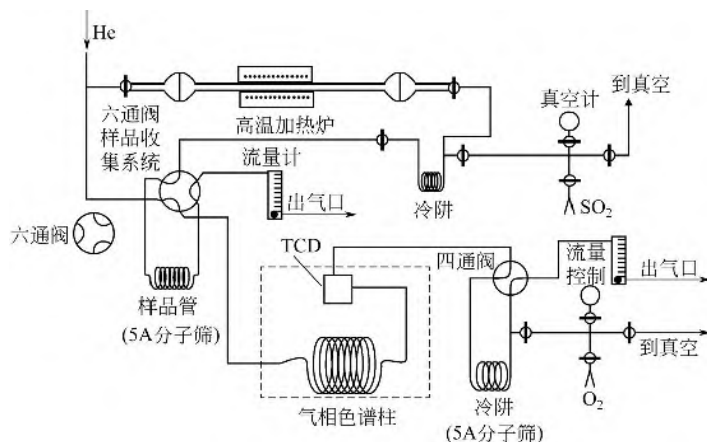 He
六通阀
样品收
集系统
高温加热炉
真空计
到真空
流量计
出气口
冷阱
SO₂
六通阀
TCD
四通阀
流量
控制
出气口
样品管
(5A分子筛)
到真空
气相色谱柱
冷阱
(5A分子筛)
O₂